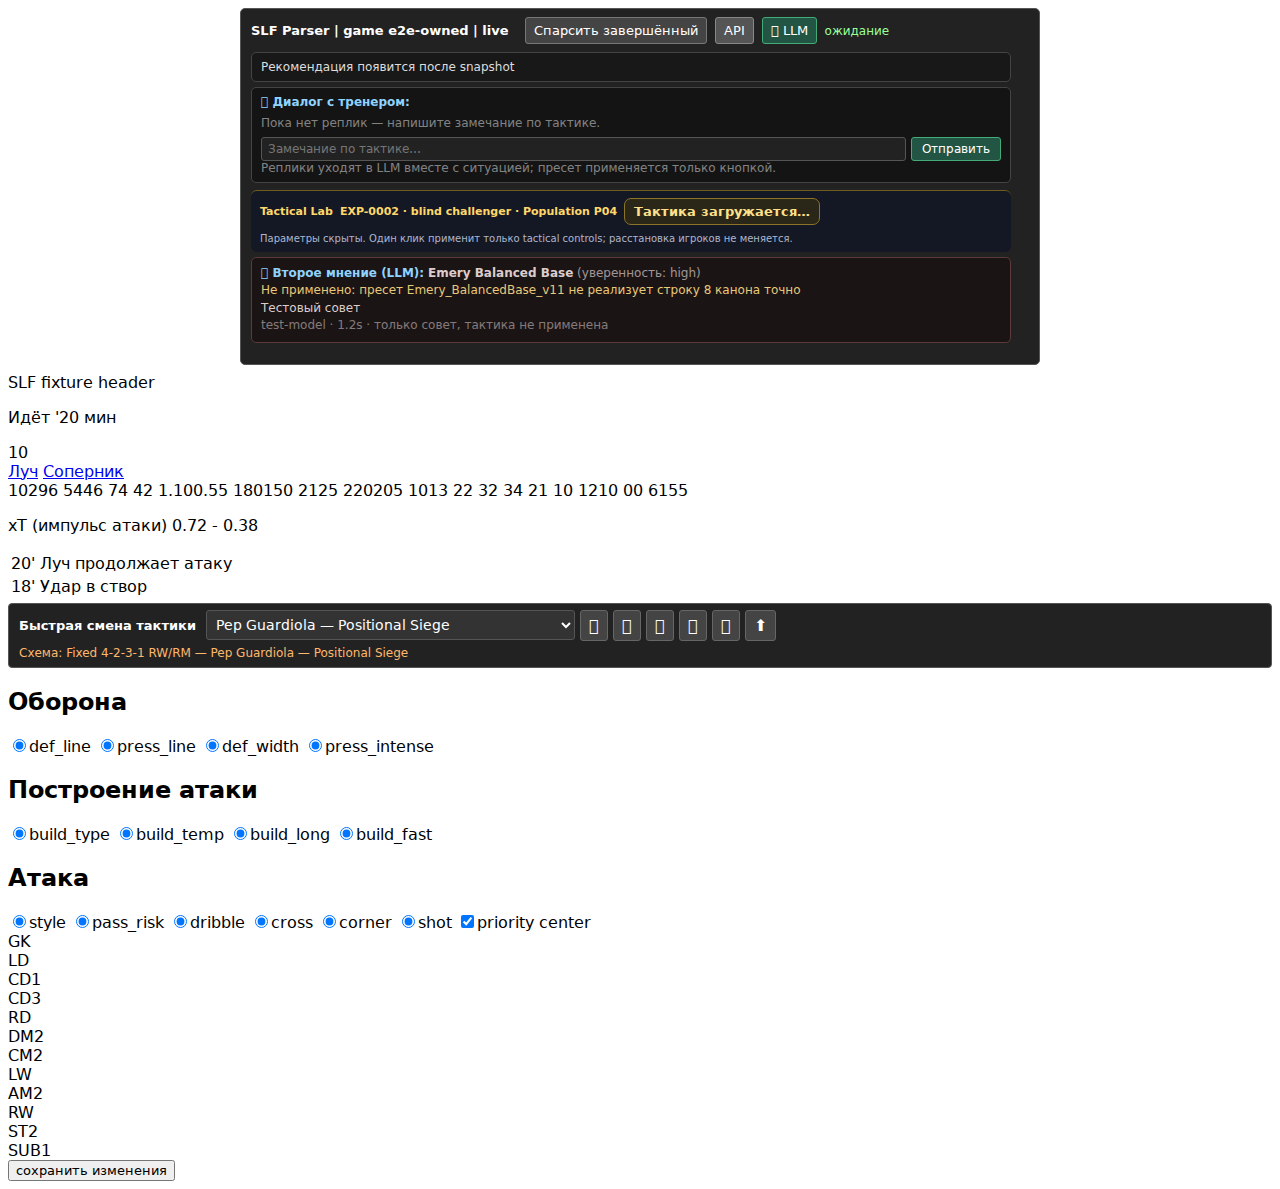 SLF Parser | game e2e-owned | live Спарсить завершённый API LLM ожидание
Рекомендация появится после snapshot
Диалог с тренером:
Пока нет реплик — напишите замечание по тактике.
Замечание по тактике... Отправить
Реплики уходят в LLM вместе с ситуацией; пресет применяется только кнопкой.
Tactical Lab EXP-0002 · blind challenger · Population P04 Тактика загружается…
Параметры скрыты. Один клик применит только tactical controls; расстановка игроков не меняется.
Второе мнение (LLM): Emery Balanced Base (уверенность: high)
Не применено: пресет Emery_BalancedBase_v11 не реализует строку 8 канона точно
Тестовый совет
test-model · 1.2s · только совет, тактика не применена
SLF fixture header
Идёт '20 мин
10
Луч Соперник
10296 5446 74 42 1.100.55 180150 2125 220205 1013 22 32 34 21 10 1210 00 6155
xT (импульс атаки) 0.72 - 0.38
20' Луч продолжает атаку
18' Удар в створ
Быстрая смена тактики Pep Guardiola — Positional Siege ⬆
Схема: Fixed 4-2-3-1 RW/RM — Pep Guardiola — Positional Siege
Оборона
def_line press_line def_width press_intense
Построение атаки
build_type build_temp build_long build_fast
Атака
style pass_risk dribble cross corner shot priority center
GK
LD
CD1
CD3
RD
DM2
CM2
LW
AM2
RW
ST2
SUB1
сохранить изменения